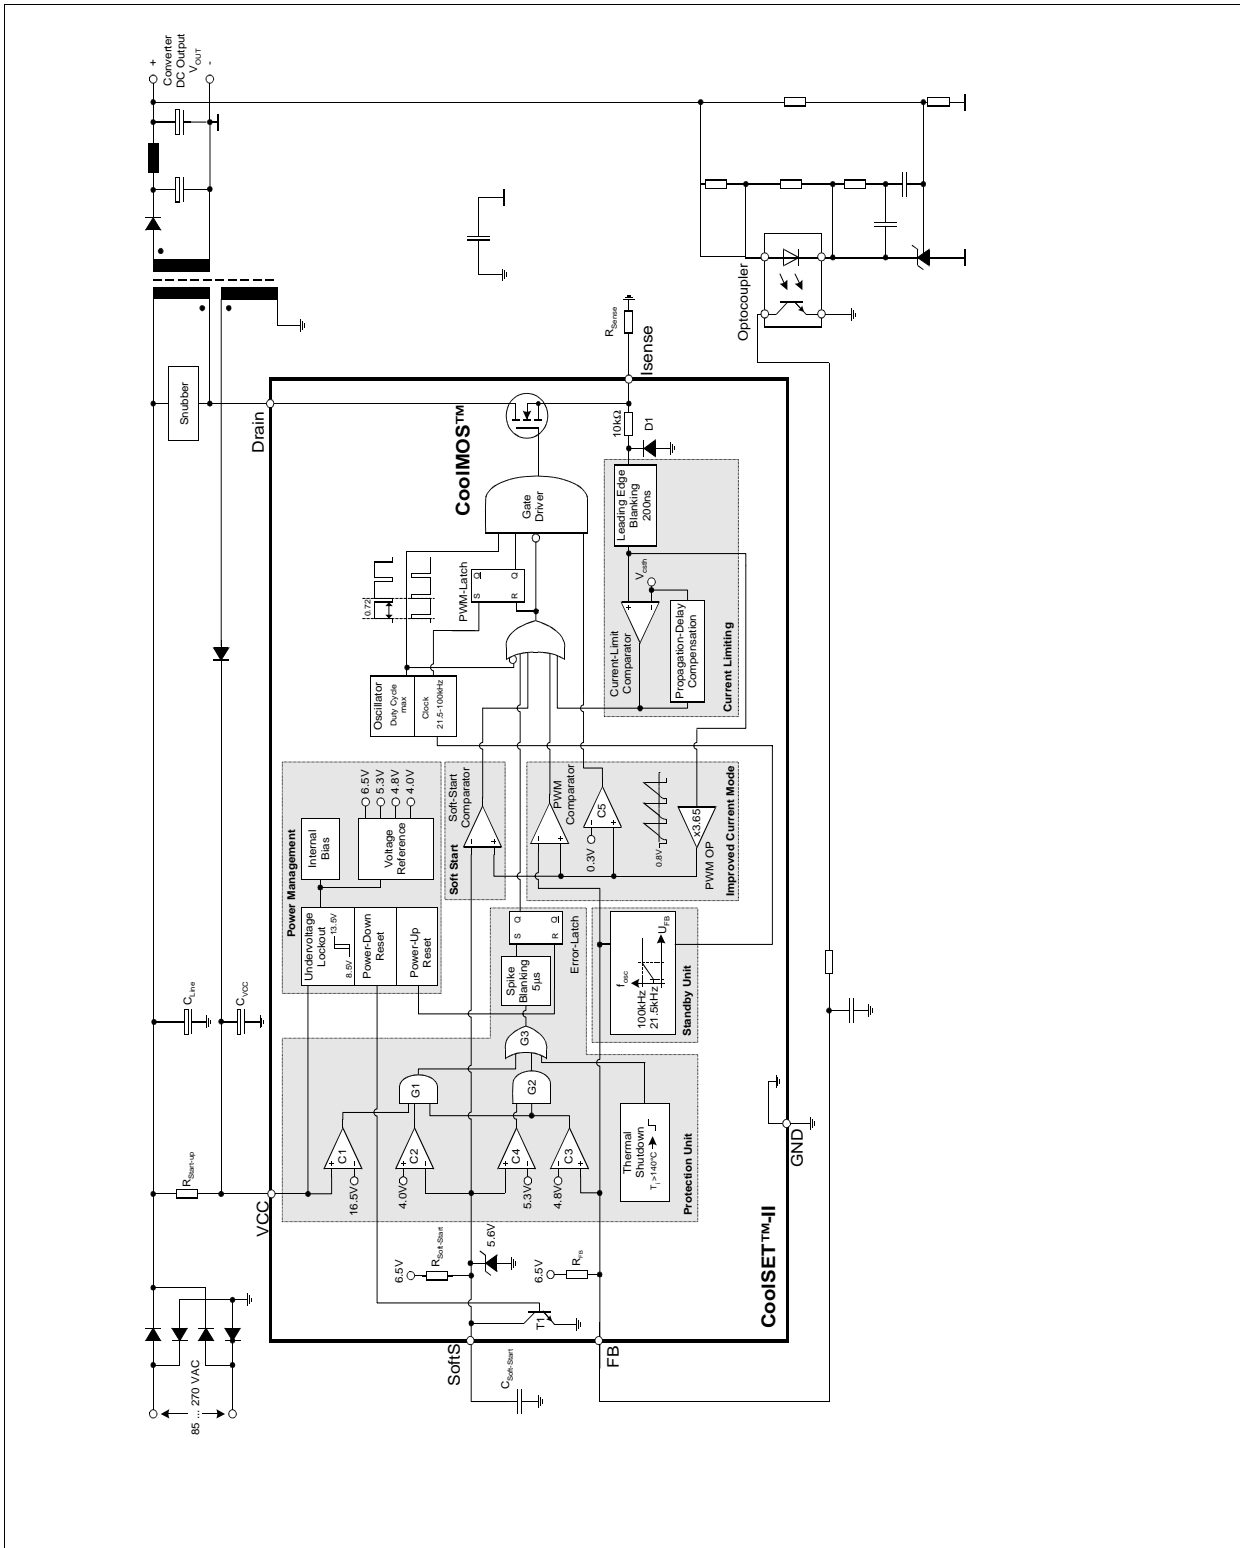 +
Converter
DC Output
VOUT
-
Snubber
CLine
CVCC
RStart-up
85 ... 270 VAC
VCC
Drain
CoolMOS™
RSense
Isense
Optocoupler
10kΩ
D1
Gate
Driver
0.72
PWM-Latch
S
R
Q
Q
Oscillator
Duty Cycle
max
Clock
21.5-100kHz
Leading Edge
Blanking
200ns
Vcsth
+
-
Current-Limit
Comparator
Propagation-Delay
Compensation
Current Limiting
Power Management
Internal
Bias
Voltage
Reference
6.5V
5.3V
4.8V
4.0V
Undervoltage
Lockout
13.5V
8.5V
Power-Down
Reset
Power-Up
Reset
Soft-Start
Comparator
-
+
Soft Start
PWM
Comparator
-
+
C5
-
+
0.3V
0.8V
x3.65
PWM OP
Improved Current Mode
Spike
Blanking
5µs
S
R
Q
Q
Error-Latch
fosc
100kHz
21.5kHz
UFB
Standby Unit
G1
G2
G3
C1
+
-
16.5V
C2
+
-
4.0V
C4
+
-
5.3V
C3
-
+
4.8V
Thermal
Shutdown
Tj >140°C
Protection Unit
6.5V
RSoft-Start
5.6V
6.5V
RFB
T1
SoftS
CSoft-Start
FB
GND
CoolSET™-II